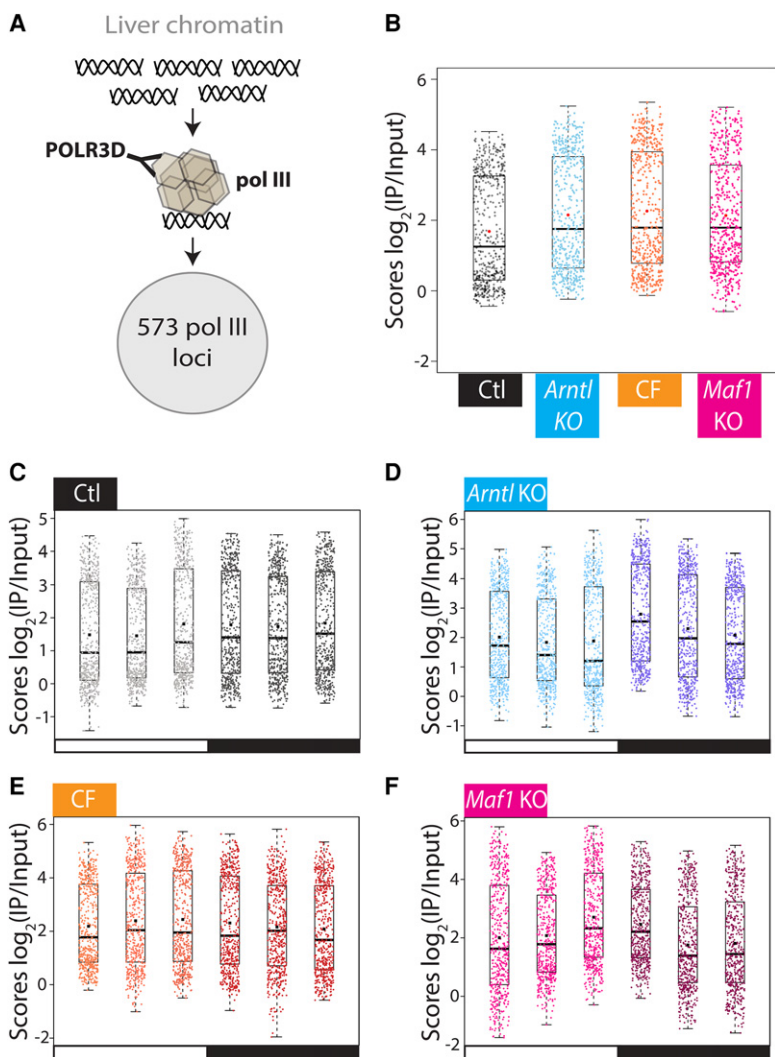 A
Liver chromatin
POLR3D
pol III
573 pol III
loci
B
Scores log2(IP/Input)
6
4
2
0
-2
Ctl
Arntl
KO
CF
Maf1
KO
C
Ctl
Scores log2(IP/Input)
5
4
3
2
1
0
-1
D
Arntl KO
Scores log2(IP/Input)
6
5
4
3
2
1
0
-1
E
CF
Scores log2(IP/Input)
6
4
2
0
-2
F
Maf1 KO
Scores log2(IP/Input)
6
4
2
0
-2